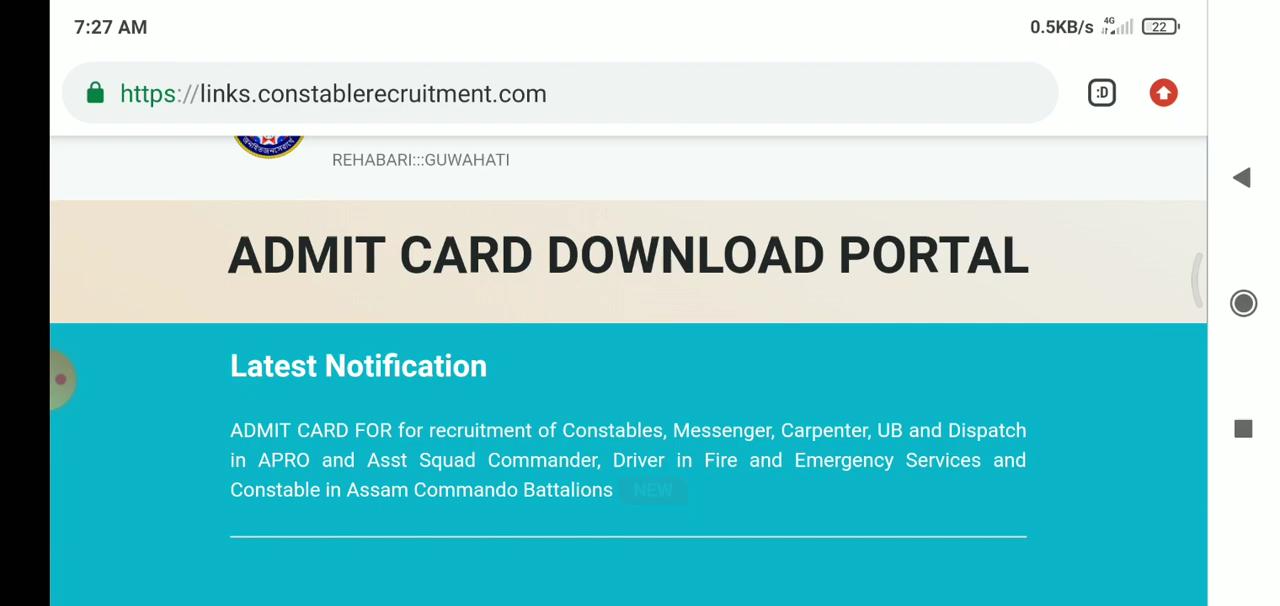 7:27 AM
0.5KB/s 4G 22
https://links.constablerecruitment.com
:D
জনহিত জনসেৱাৰ্থে
REHABARI:::GUWAHATI
ADMIT CARD DOWNLOAD PORTAL
Latest Notification
ADMIT CARD FOR for recruitment of Constables, Messenger, Carpenter, UB and Dispatch
in APRO and Asst Squad Commander, Driver in Fire and Emergency Services and
Constable in Assam Commando Battalions NEW